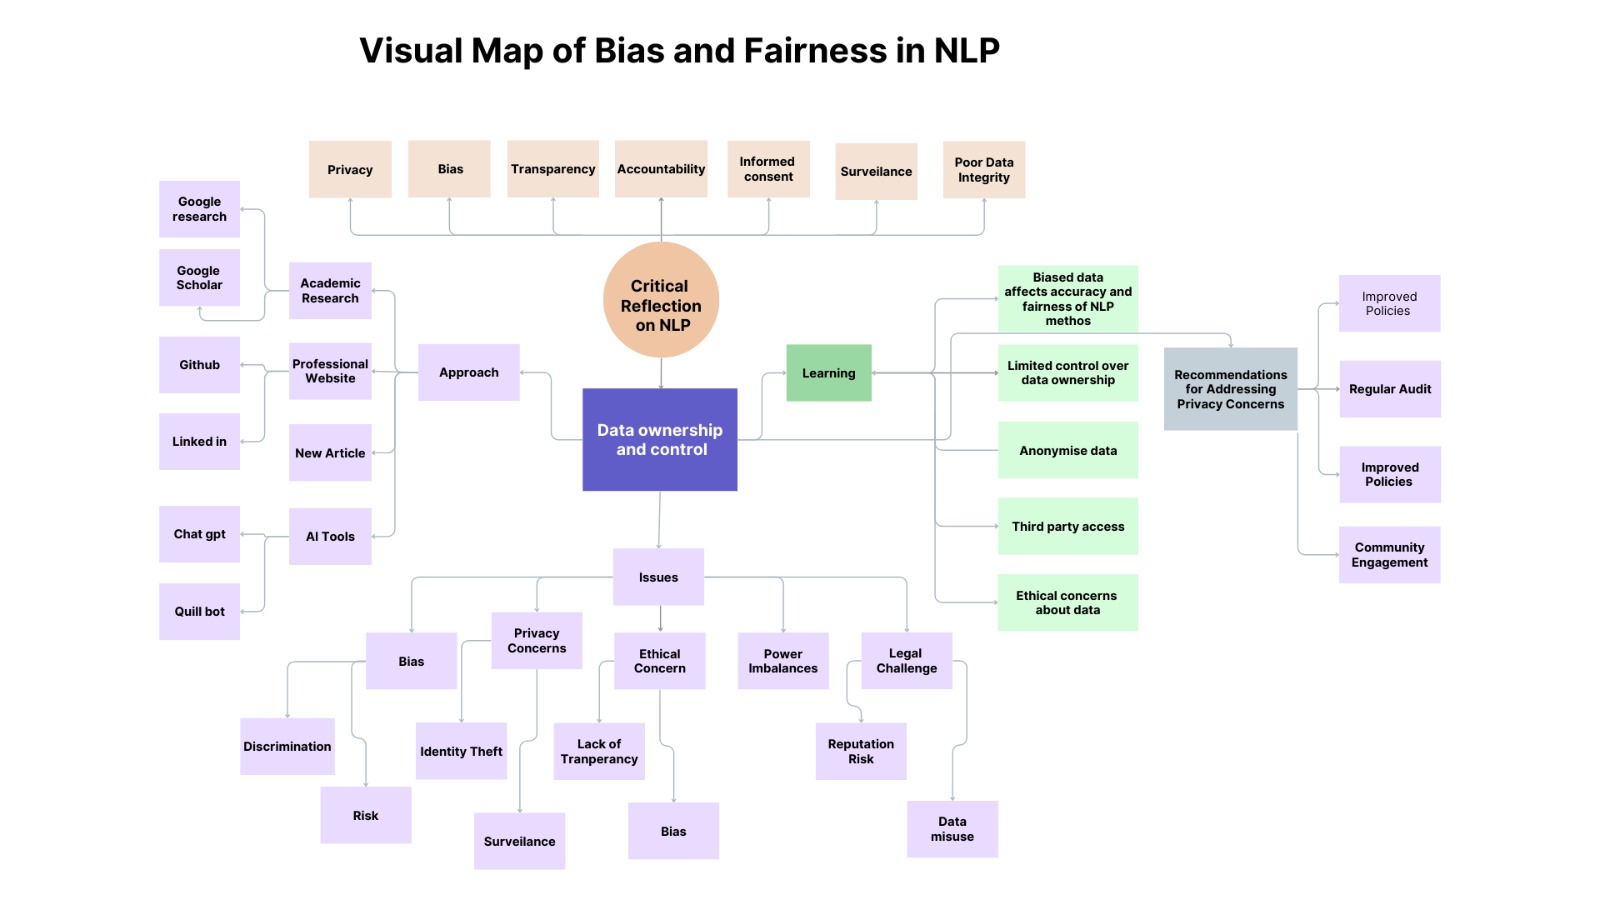 Visual Map of Bias and Fairness in NLP
Privacy
Bias
Transparency
Accountability
Informed
consent
Surveilance
Poor Data
Integrity
Google
research
Google
Scholar
Academic
Research
Critical
Reflection
on NLP
Biased data
affects accuracy and
fairness of NLP
methos
Improved
Policies
Github
Professional
Website
Approach
Learning
Limited control over
data ownership
Recommendations
for Addressing
Privacy Concerns
Regular Audit
Linked in
New Article
Data ownership
and control
Anonymise data
Improved
Policies
Chat gpt
AI Tools
Third party access
Community
Engagement
Quill bot
Issues
Ethical concerns
about data
Bias
Privacy
Concerns
Ethical
Concern
Power
Imbalances
Legal
Challenge
Discrimination
Identity Theft
Lack of
Tranperancy
Reputation
Risk
Risk
Surveilance
Bias
Data
misuse